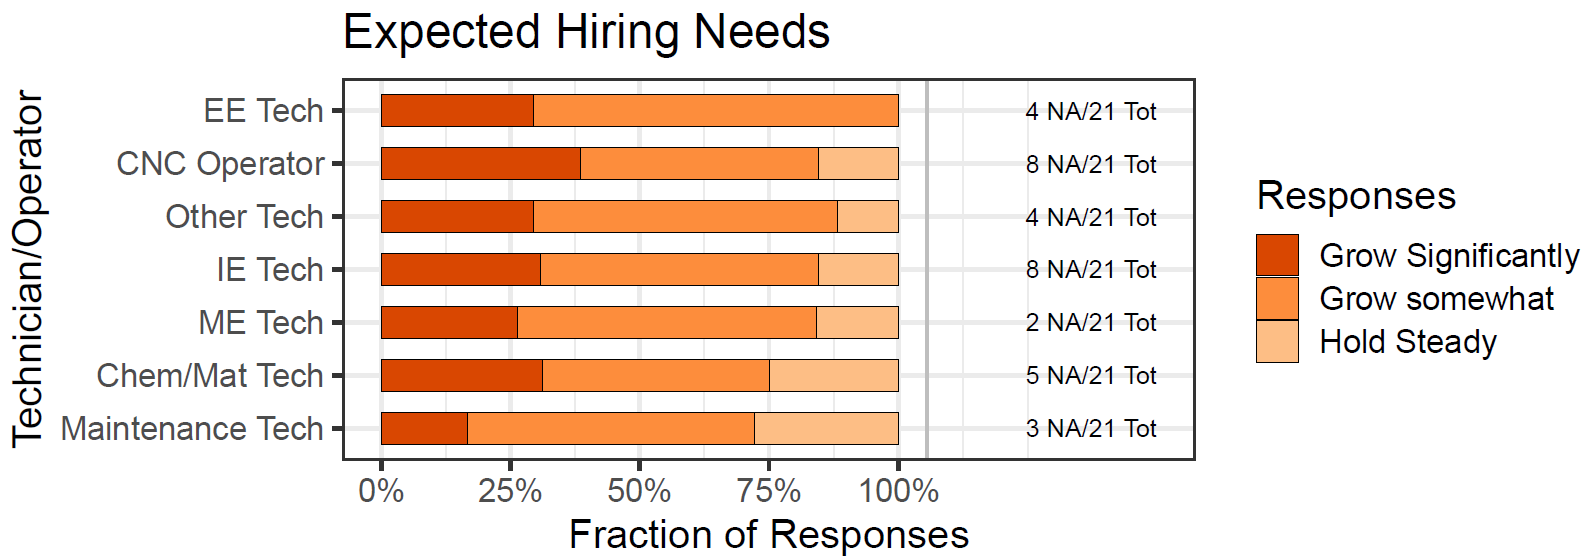 Expected Hiring Needs
Technician/Operator
EE Tech
4 NA/21 Tot
CNC Operator
8 NA/21 Tot
Other Tech
4 NA/21 Tot
IE Tech
8 NA/21 Tot
ME Tech
2 NA/21 Tot
Chem/Mat Tech
5 NA/21 Tot
Maintenance Tech
3 NA/21 Tot
0% 25% 50% 75% 100%
Fraction of Responses
Responses
Grow Significantly
Grow somewhat
Hold Steady